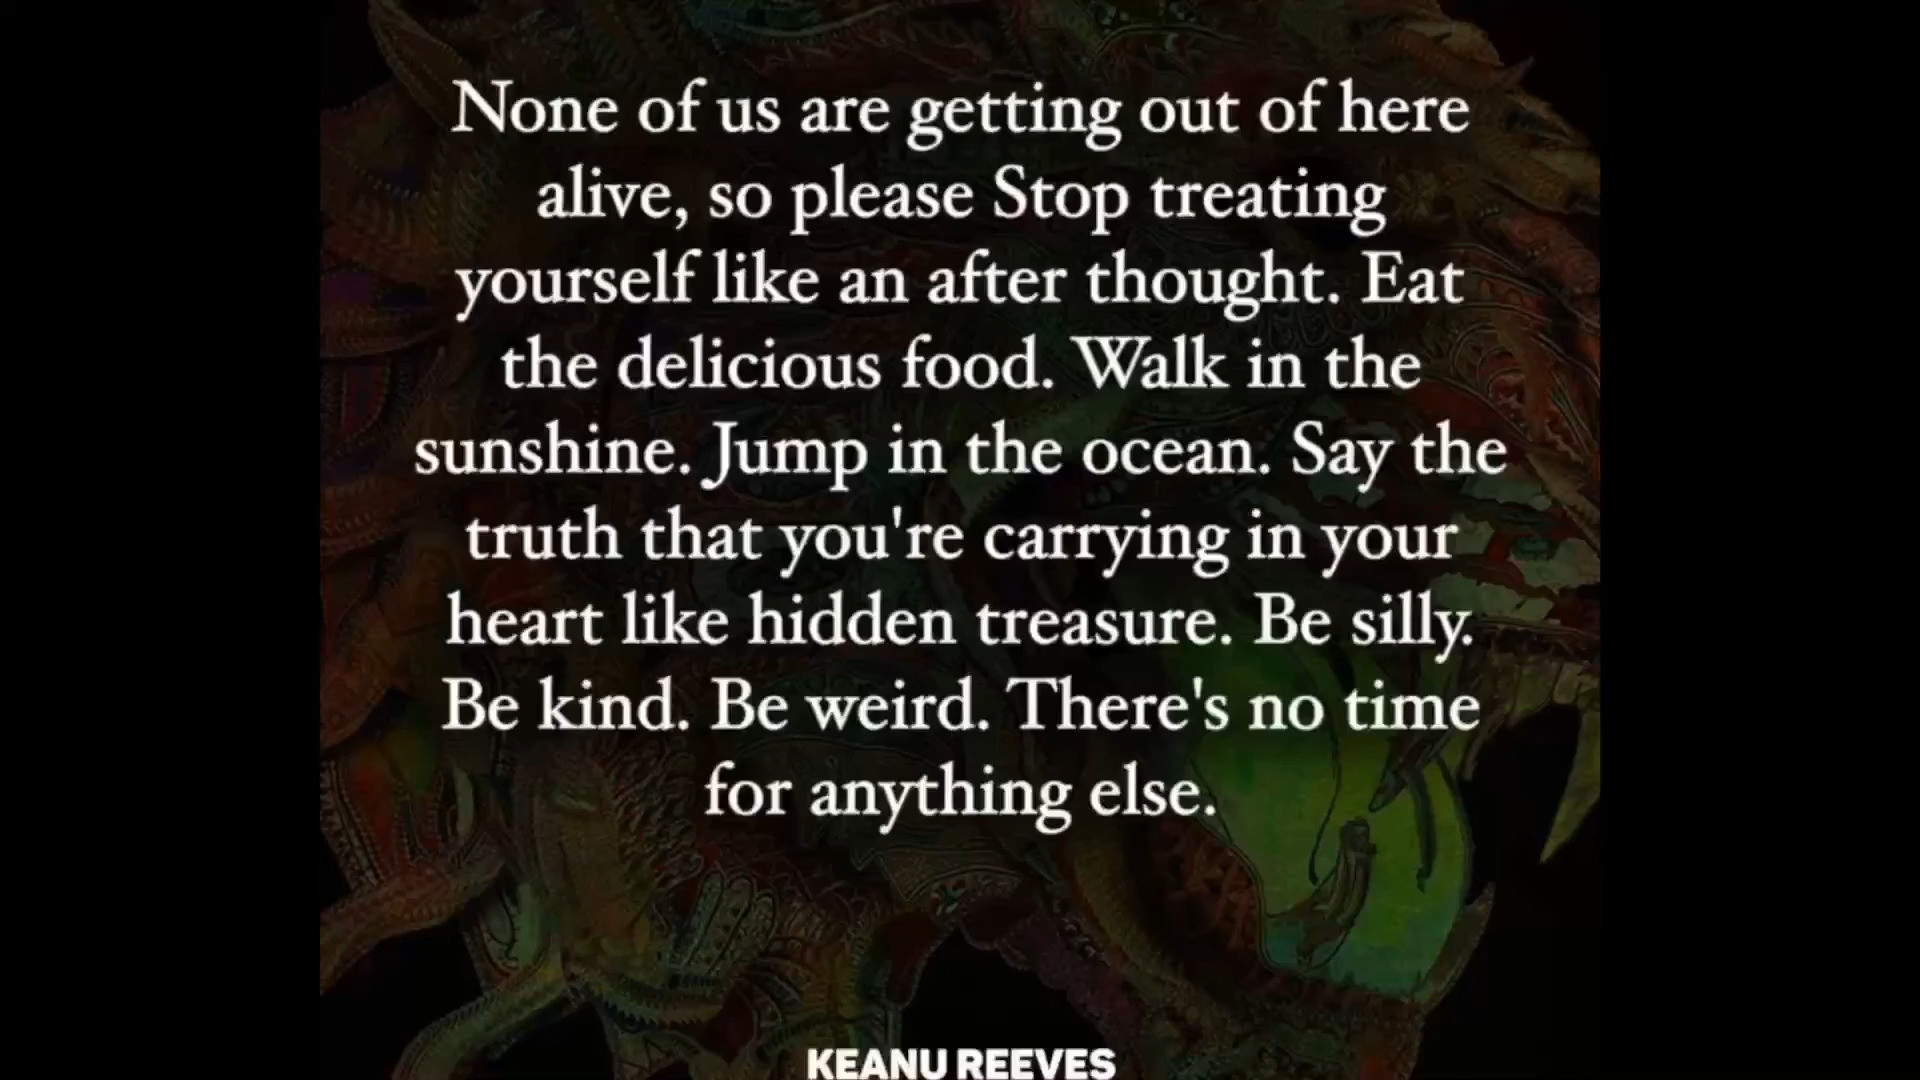 None of us are getting out of here
alive, so please Stop treating
yourself like an after thought. Eat
the delicious food. Walk in the
sunshine. Jump in the ocean. Say the
truth that you're carrying in your
heart like hidden treasure. Be silly.
Be kind. Be weird. There's no time
for anything else.
KEANU REEVES